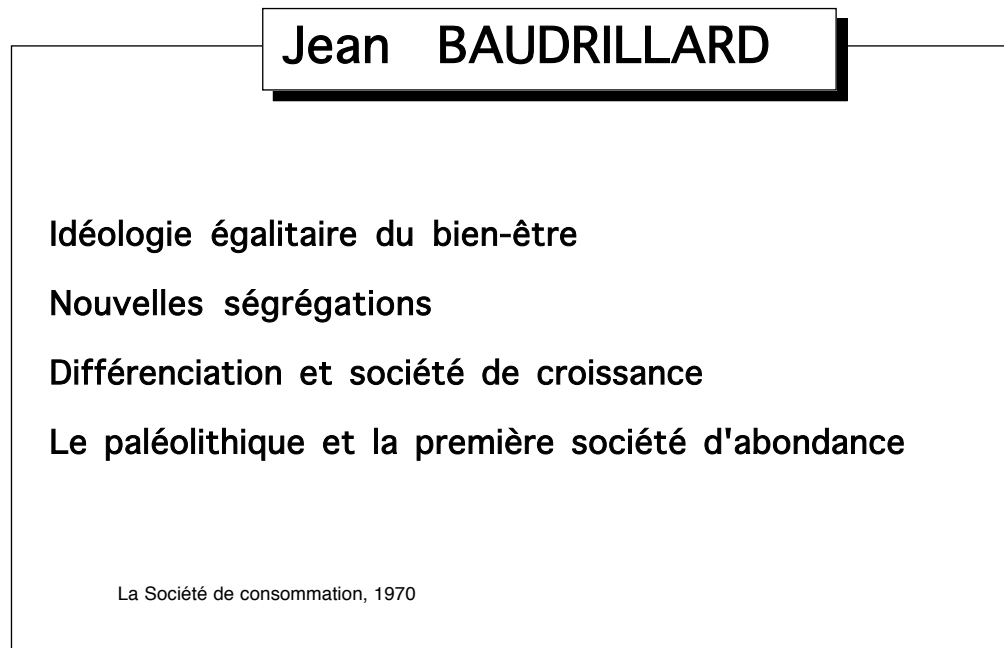 Jean BAUDRILLARD
Idéologie égalitaire du bien-être
Nouvelles ségrégations
Différenciation et société de croissance
Le paléolithique et la première société d'abondance
La Société de consommation, 1970